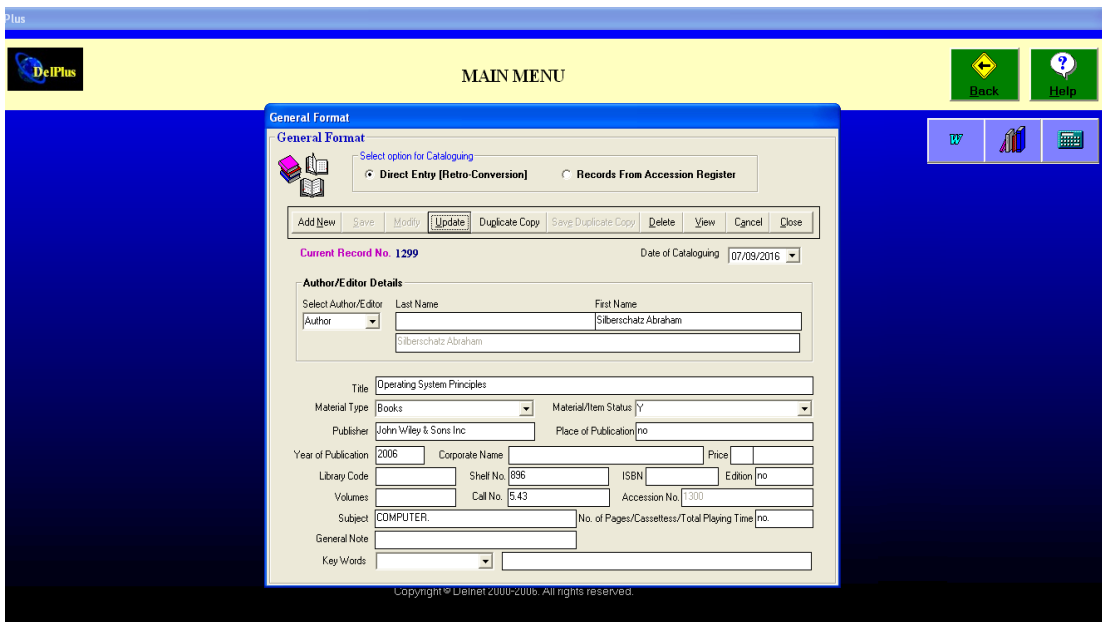 Plus
DelPlus
MAIN MENU
Back
Help
W
General Format
General Format
Select option for Cataloguing
Direct Entry [Retro-Conversion] Records From Accession Register
Add New Save Modify Update Duplicate Copy Save Duplicate Copy Delete View Cancel Close
Current Record No. 1299 Date of Cataloguing 07/09/2016
Author/Editor Details
Select Author/Editor Last Name First Name
Author Silberschatz Abraham
Silberschatz Abraham
Title Operating System Principles
Material Type Books Material/Item Status Y
Publisher John Wiley & Sons Inc Place of Publication no
Year of Publication 2006 Corporate Name Price
Library Code Shelf No. 896 ISBN Edition no
Volumes Call No. 5.43 Accession No. 1300
Subject COMPUTER. No. of Pages/Cassettess/Total Playing Time no.
General Note
Key Words
Copyright © Delnet 2000-2006. All rights reserved.